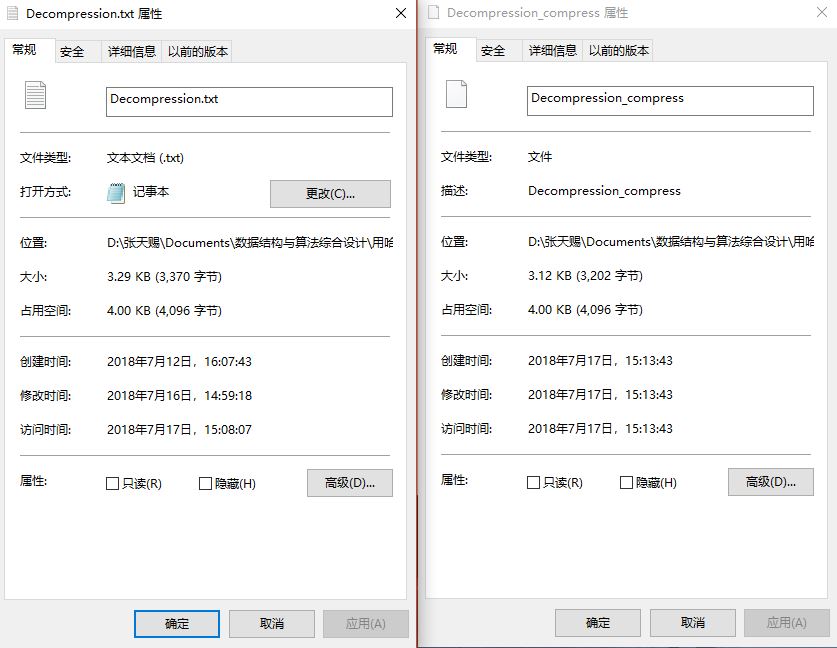 Decompression.txt 属性
常规 安全 详细信息 以前的版本
Decompression.txt
文件类型: 文本文档 (.txt)
打开方式: 记事本 更改(C)...
位置: D:\张天赐\Documents\数据结构与算法综合设计\用哈
大小: 3.29 KB (3,370 字节)
占用空间: 4.00 KB (4,096 字节)
创建时间: 2018年7月12日，16:07:43
修改时间: 2018年7月16日，14:59:18
访问时间: 2018年7月17日，15:08:07
属性: 只读(R) 隐藏(H) 高级(D)...
确定 取消 应用(A)
Decompression_compress 属性
常规 安全 详细信息 以前的版本
Decompression_compress
文件类型: 文件
描述: Decompression_compress
位置: D:\张天赐\Documents\数据结构与算法综合设计\用哈
大小: 3.12 KB (3,202 字节)
占用空间: 4.00 KB (4,096 字节)
创建时间: 2018年7月17日，15:13:43
修改时间: 2018年7月17日，15:13:43
访问时间: 2018年7月17日，15:13:43
属性: 只读(R) 隐藏(H) 高级(D)...
确定 取消 应用(A)